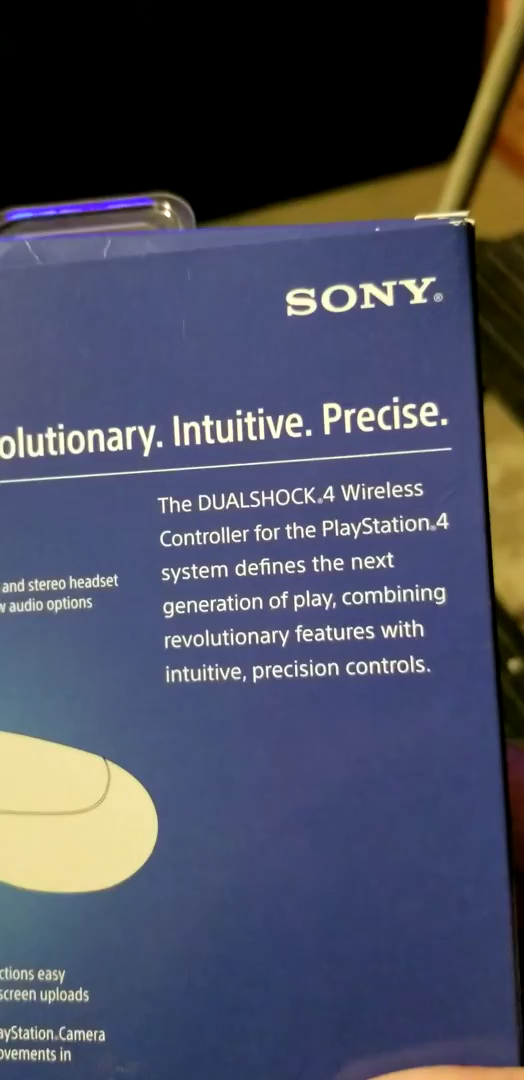 SONY®
olutionary. Intuitive. Precise.
The DUALSHOCK®4 Wireless
Controller for the PlayStation®4
system defines the next
generation of play, combining
revolutionary features with
intuitive, precision controls.
and stereo headset
w audio options
ctions easy
screen uploads
ayStation®Camera
ovements in